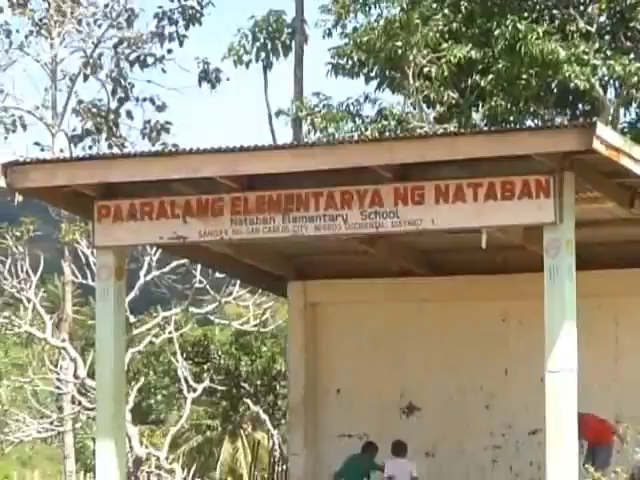 PAARALANG ELEMENTARYA NG NATABAN
Nataban Elementary School
SAN CARLOS CITY, NEGROS OCCIDENTAL, DISTRICT